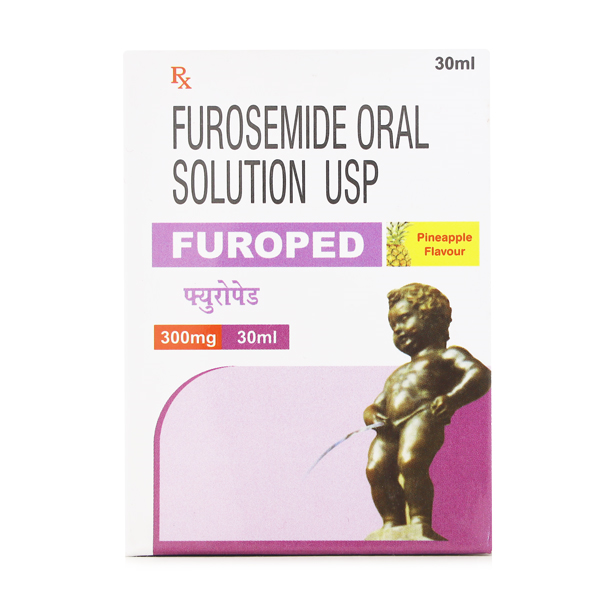 Rx
30ml
FUROSEMIDE ORAL
SOLUTION USP
FUROPED
Pineapple
Flavour
फ्युरोपेड
300mg 30ml